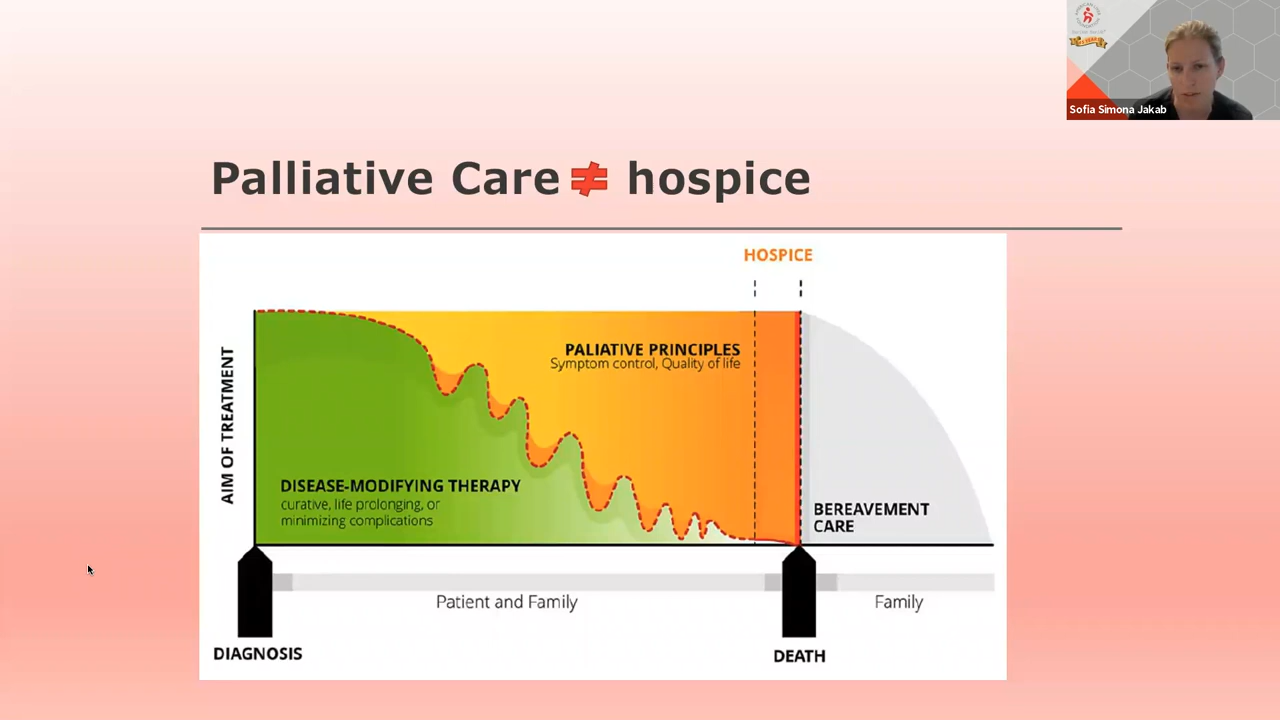 Sofia Simona Jakab
Palliative Care ≠ hospice
HOSPICE
PALIATIVE PRINCIPLES
Symptom control, Quality of life
AIM OF TREATMENT
DISEASE-MODIFYING THERAPY
curative, life prolonging, or
minimizing complications
BEREAVEMENT
CARE
Patient and Family
Family
DIAGNOSIS
DEATH